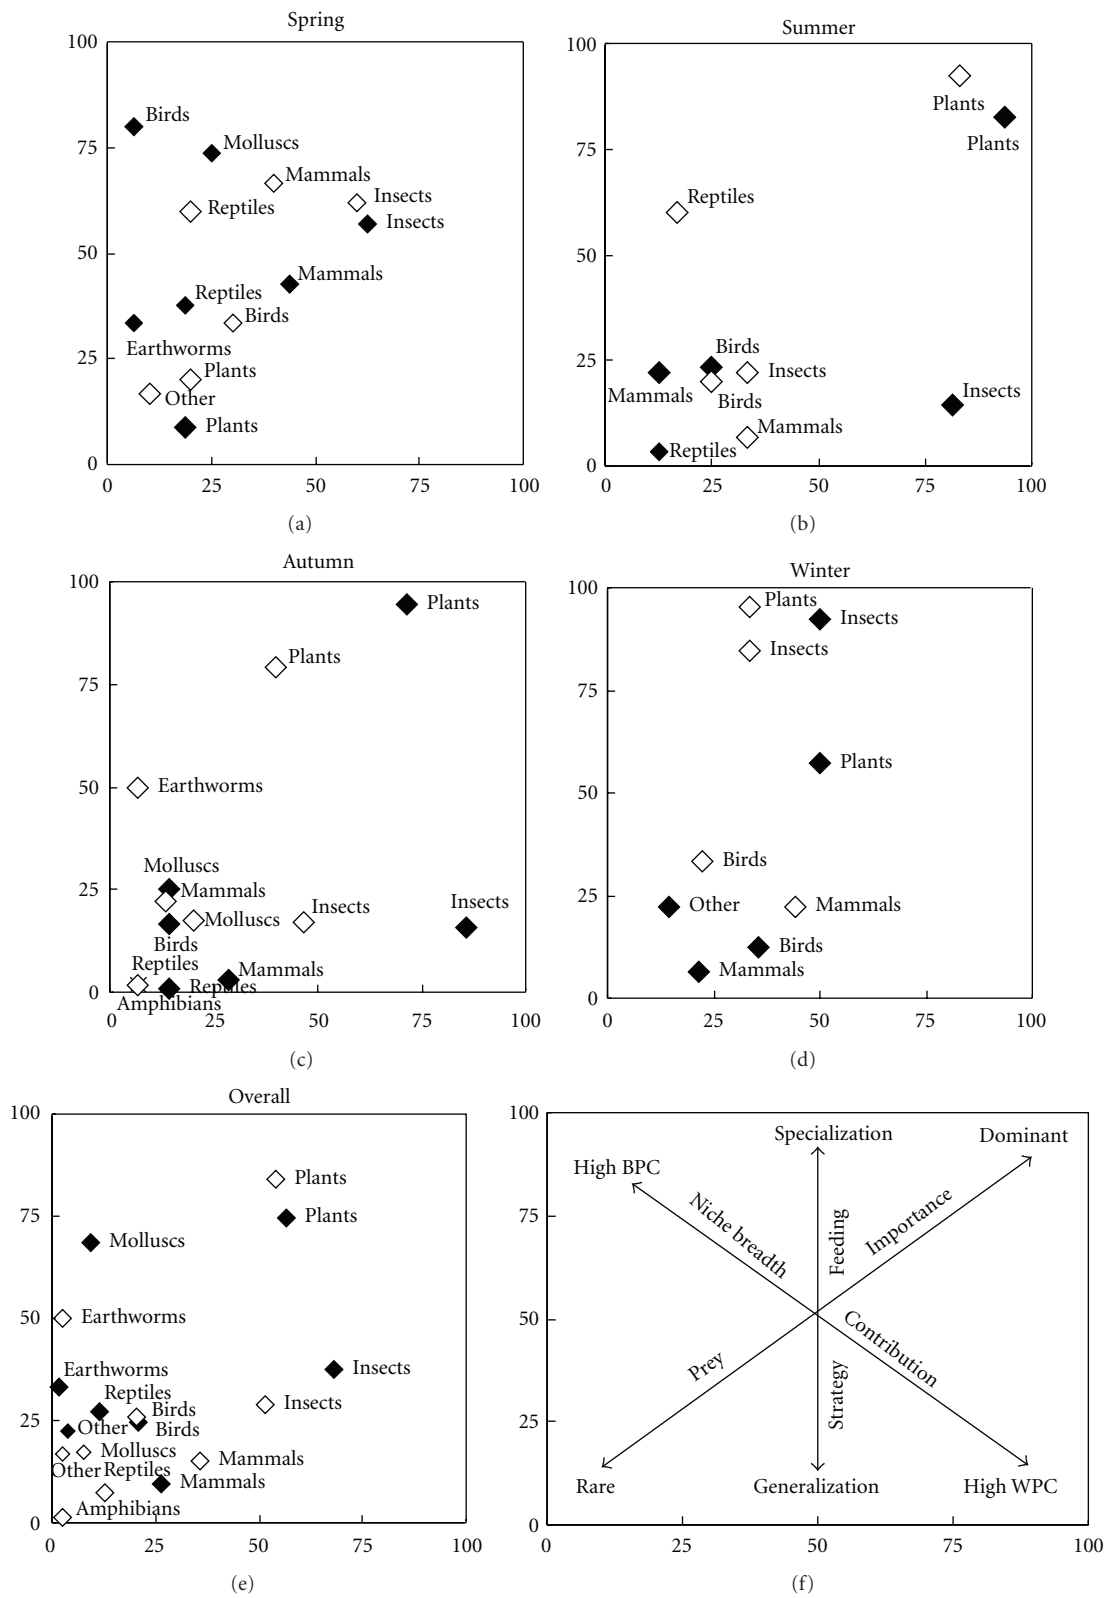 Spring
100
75
50
25
0
Birds
Molluscs
Mammals
Insects
Reptiles
Insects
Mammals
Reptiles
Birds
Earthworms
Plants
Other
Plants
0 25 50 75 100
(a)
Summer
100
75
50
25
0
Plants
Plants
Reptiles
Birds
Insects
Mammals
Birds
Insects
Mammals
Reptiles
0 25 50 75 100
(b)
Autumn
100
75
50
25
0
Plants
Plants
Earthworms
Molluscs
Mammals
Molluscs
Insects
Insects
Birds
Reptiles
Mammals
Reptiles
Amphibians
0 25 50 75 100
(c)
Winter
100
75
50
25
0
Plants
Insects
Insects
Plants
Birds
Other
Mammals
Birds
Mammals
0 25 50 75 100
(d)
Overall
100
75
50
25
0
Plants
Plants
Molluscs
Earthworms
Earthworms
Insects
Reptiles
Birds
Insects
Other
Birds
Molluscs
Mammals
Other
Reptiles
Mammals
Amphibians
0 25 50 75 100
(e)
100
75
50
25
0
Specialization
Dominant
High BPC
Niche breadth
Feeding
Importance
Contribution
Prey
Strategy
Rare
Generalization
High WPC
0 25 50 75 100
(f)